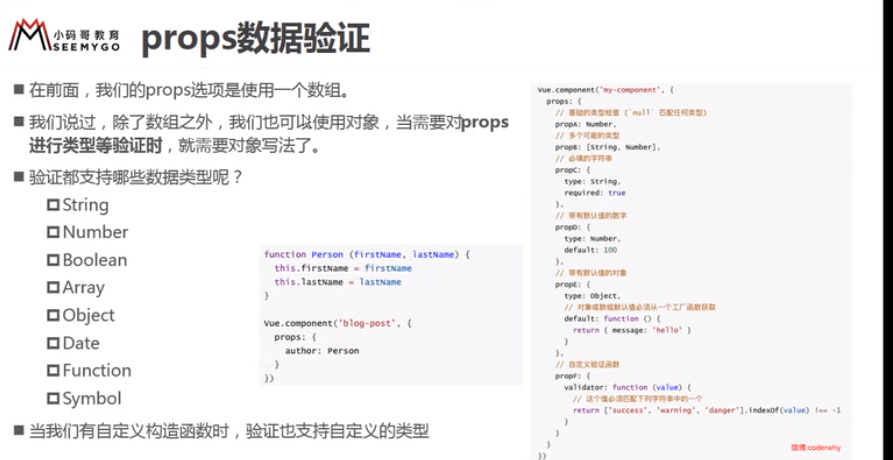 小码哥教育
SEEMYGO
props数据验证
在前面，我们的props选项是使用一个数组。
我们说过，除了数组之外，我们也可以使用对象，当需要对props
进行类型等验证时，就需要对象写法了。
验证都支持哪些数据类型呢？
String
Number
Boolean
Array
Object
Date
Function
Symbol
当我们有自定义构造函数时，验证也支持自定义的类型
function Person (firstName, lastName) {
this.firstName = firstName
this.lastName = lastName
}
Vue.component('blog-post', {
props: {
author: Person
}
})
Vue.component('my-component', {
props: {
// 基础的类型检查 (`null` 匹配任何类型)
propA: Number,
// 多个可能的类型
propB: [String, Number],
// 必填的字符串
propC: {
type: String,
required: true
},
// 带有默认值的数字
propD: {
type: Number,
default: 100
},
// 带有默认值的对象
propE: {
type: Object,
// 对象或数组默认值必须从一个工厂函数获取
default: function () {
return { message: 'hello' }
}
},
// 自定义验证函数
propF: {
validator: function (value) {
// 这个值必须匹配下列字符串中的一个
return ['success', 'warning', 'danger'].indexOf(value) !== -1
}
}
}
})
微博:coderwhy